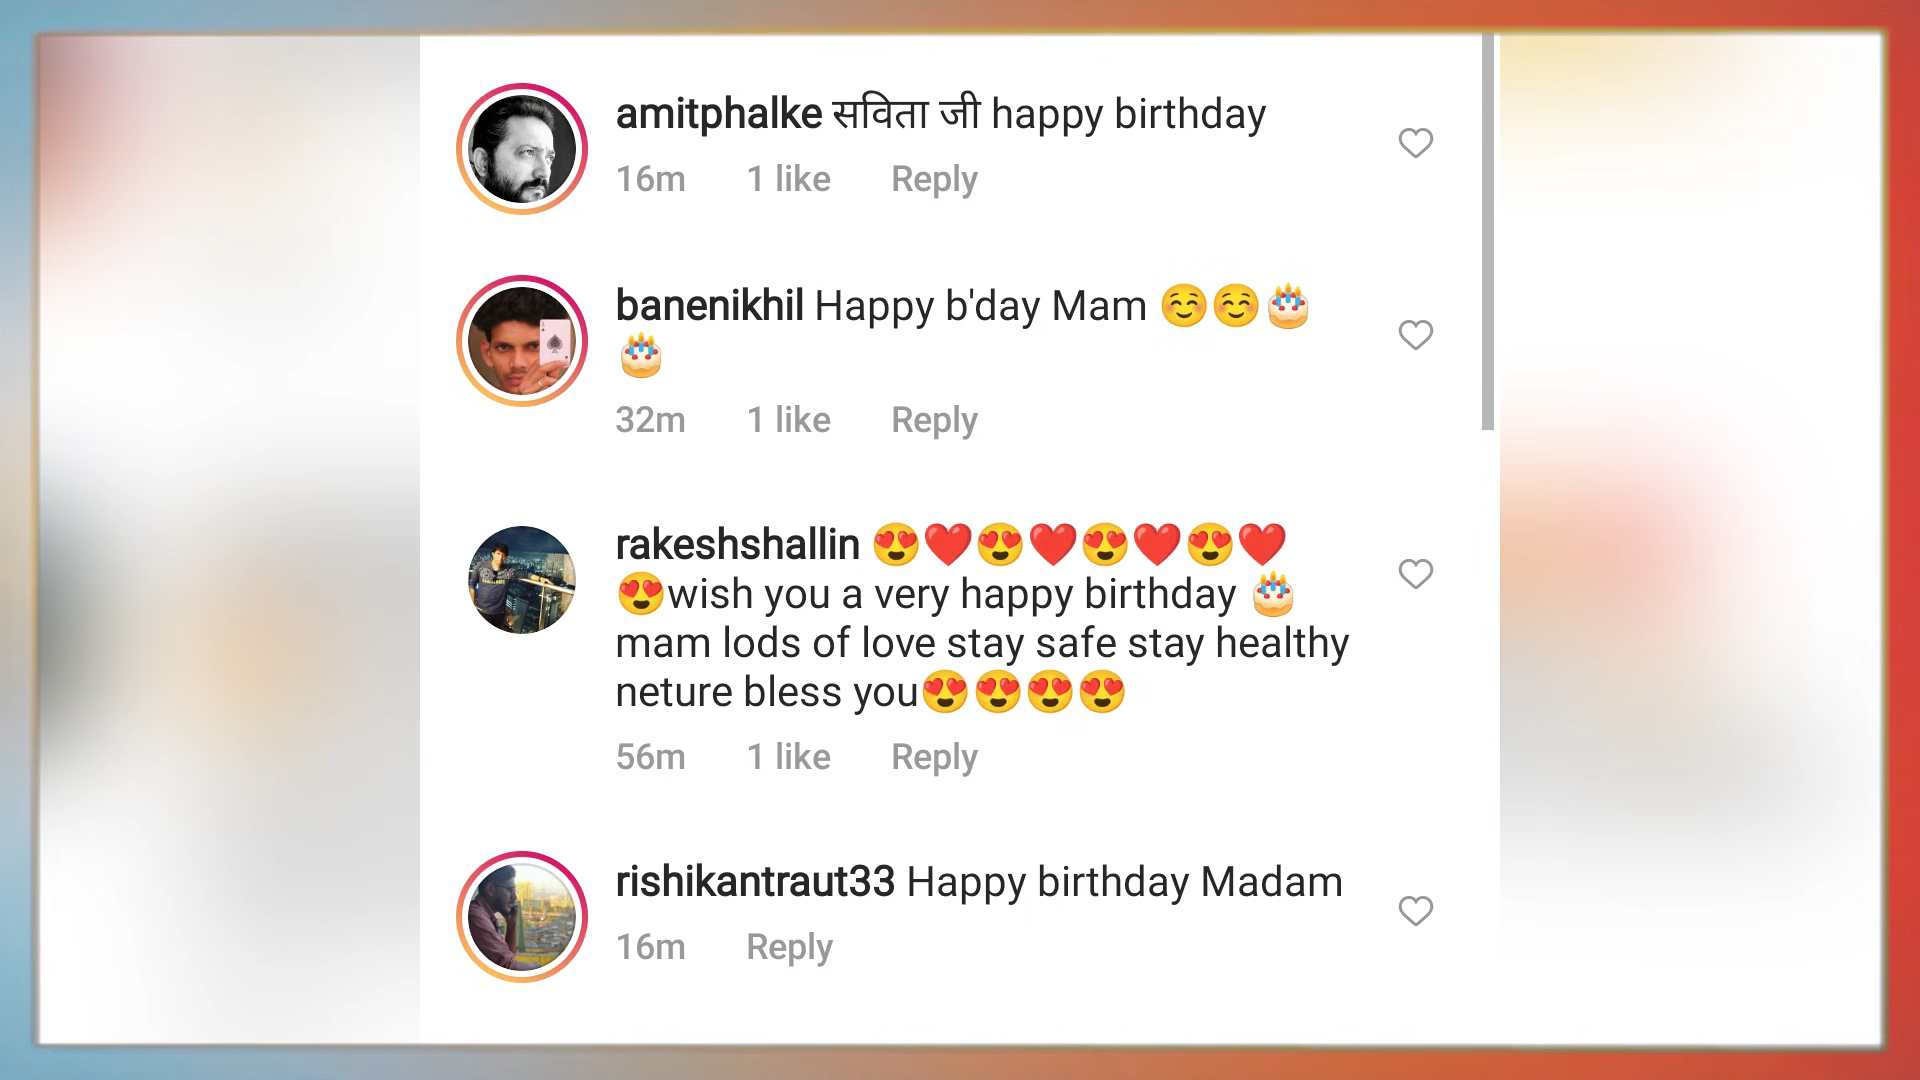 amitphalke सविता जी happy birthday
16m 1 like Reply
banenikhil Happy b'day Mam ☺️☺️🎂
🎂
32m 1 like Reply
rakeshshallin 😍❤️😍❤️😍❤️😍❤️
😍wish you a very happy birthday 🎂
mam lods of love stay safe stay healthy
neture bless you😍😍😍😍
56m 1 like Reply
rishikantraut33 Happy birthday Madam
16m Reply